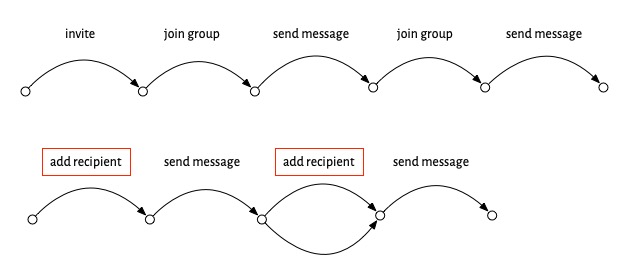 invite join group send message join group send message
add recipient send message add recipient send message